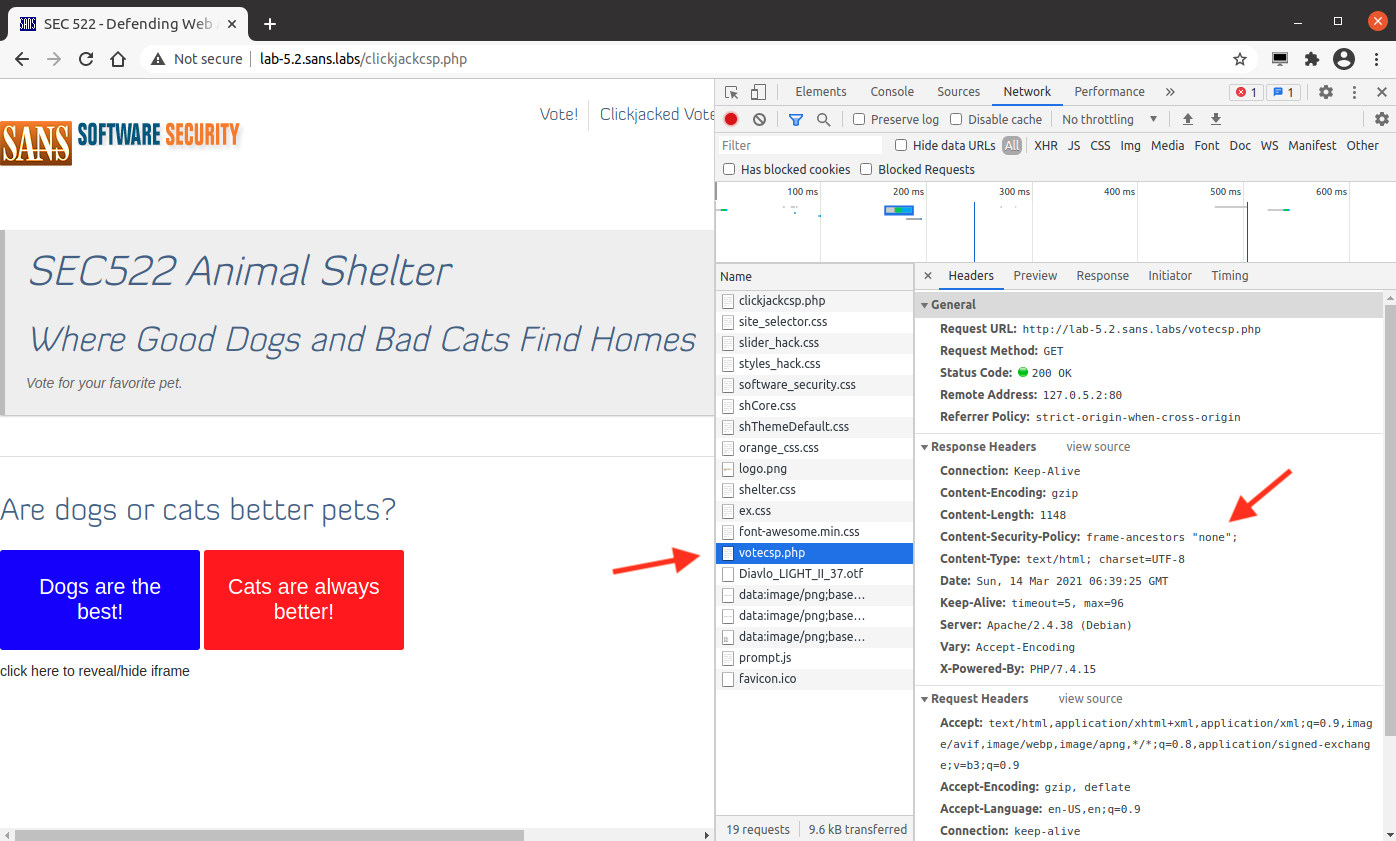 SEC 522 - Defending Web
Not secure
lab-5.2.sans.labs/clickjackcsp.php
SANS SOFTWARE SECURITY
Vote!
Clickjacked Vote
SEC522 Animal Shelter
Where Good Dogs and Bad Cats Find Homes
Vote for your favorite pet.
Are dogs or cats better pets?
Dogs are the
best!
Cats are always
better!
click here to reveal/hide iframe
Elements Console Sources Network Performance » 1 1
Preserve log Disable cache No throttling
Filter Hide data URLs All XHR JS CSS Img Media Font Doc WS Manifest Other
Has blocked cookies Blocked Requests
100 ms 200 ms 300 ms 400 ms 500 ms 600 ms
Name
clickjackcsp.php
site_selector.css
slider_hack.css
styles_hack.css
software_security.css
shCore.css
shThemeDefault.css
orange_css.css
logo.png
shelter.css
ex.css
font-awesome.min.css
votecsp.php
Diavlo_LIGHT_II_37.otf
data:image/png;base…
data:image/png;base…
data:image/png;base…
prompt.js
favicon.ico
19 requests 9.6 kB transferred
Headers Preview Response Initiator Timing
General
Request URL: http://lab-5.2.sans.labs/votecsp.php
Request Method: GET
Status Code: 200 OK
Remote Address: 127.0.5.2:80
Referrer Policy: strict-origin-when-cross-origin
Response Headers view source
Connection: Keep-Alive
Content-Encoding: gzip
Content-Length: 1148
Content-Security-Policy: frame-ancestors "none";
Content-Type: text/html; charset=UTF-8
Date: Sun, 14 Mar 2021 06:39:25 GMT
Keep-Alive: timeout=5, max=96
Server: Apache/2.4.38 (Debian)
Vary: Accept-Encoding
X-Powered-By: PHP/7.4.15
Request Headers view source
Accept: text/html,application/xhtml+xml,application/xml;q=0.9,imag
e/avif,image/webp,image/apng,*/*;q=0.8,application/signed-exchang
e;v=b3;q=0.9
Accept-Encoding: gzip, deflate
Accept-Language: en-US,en;q=0.9
Connection: keep-alive